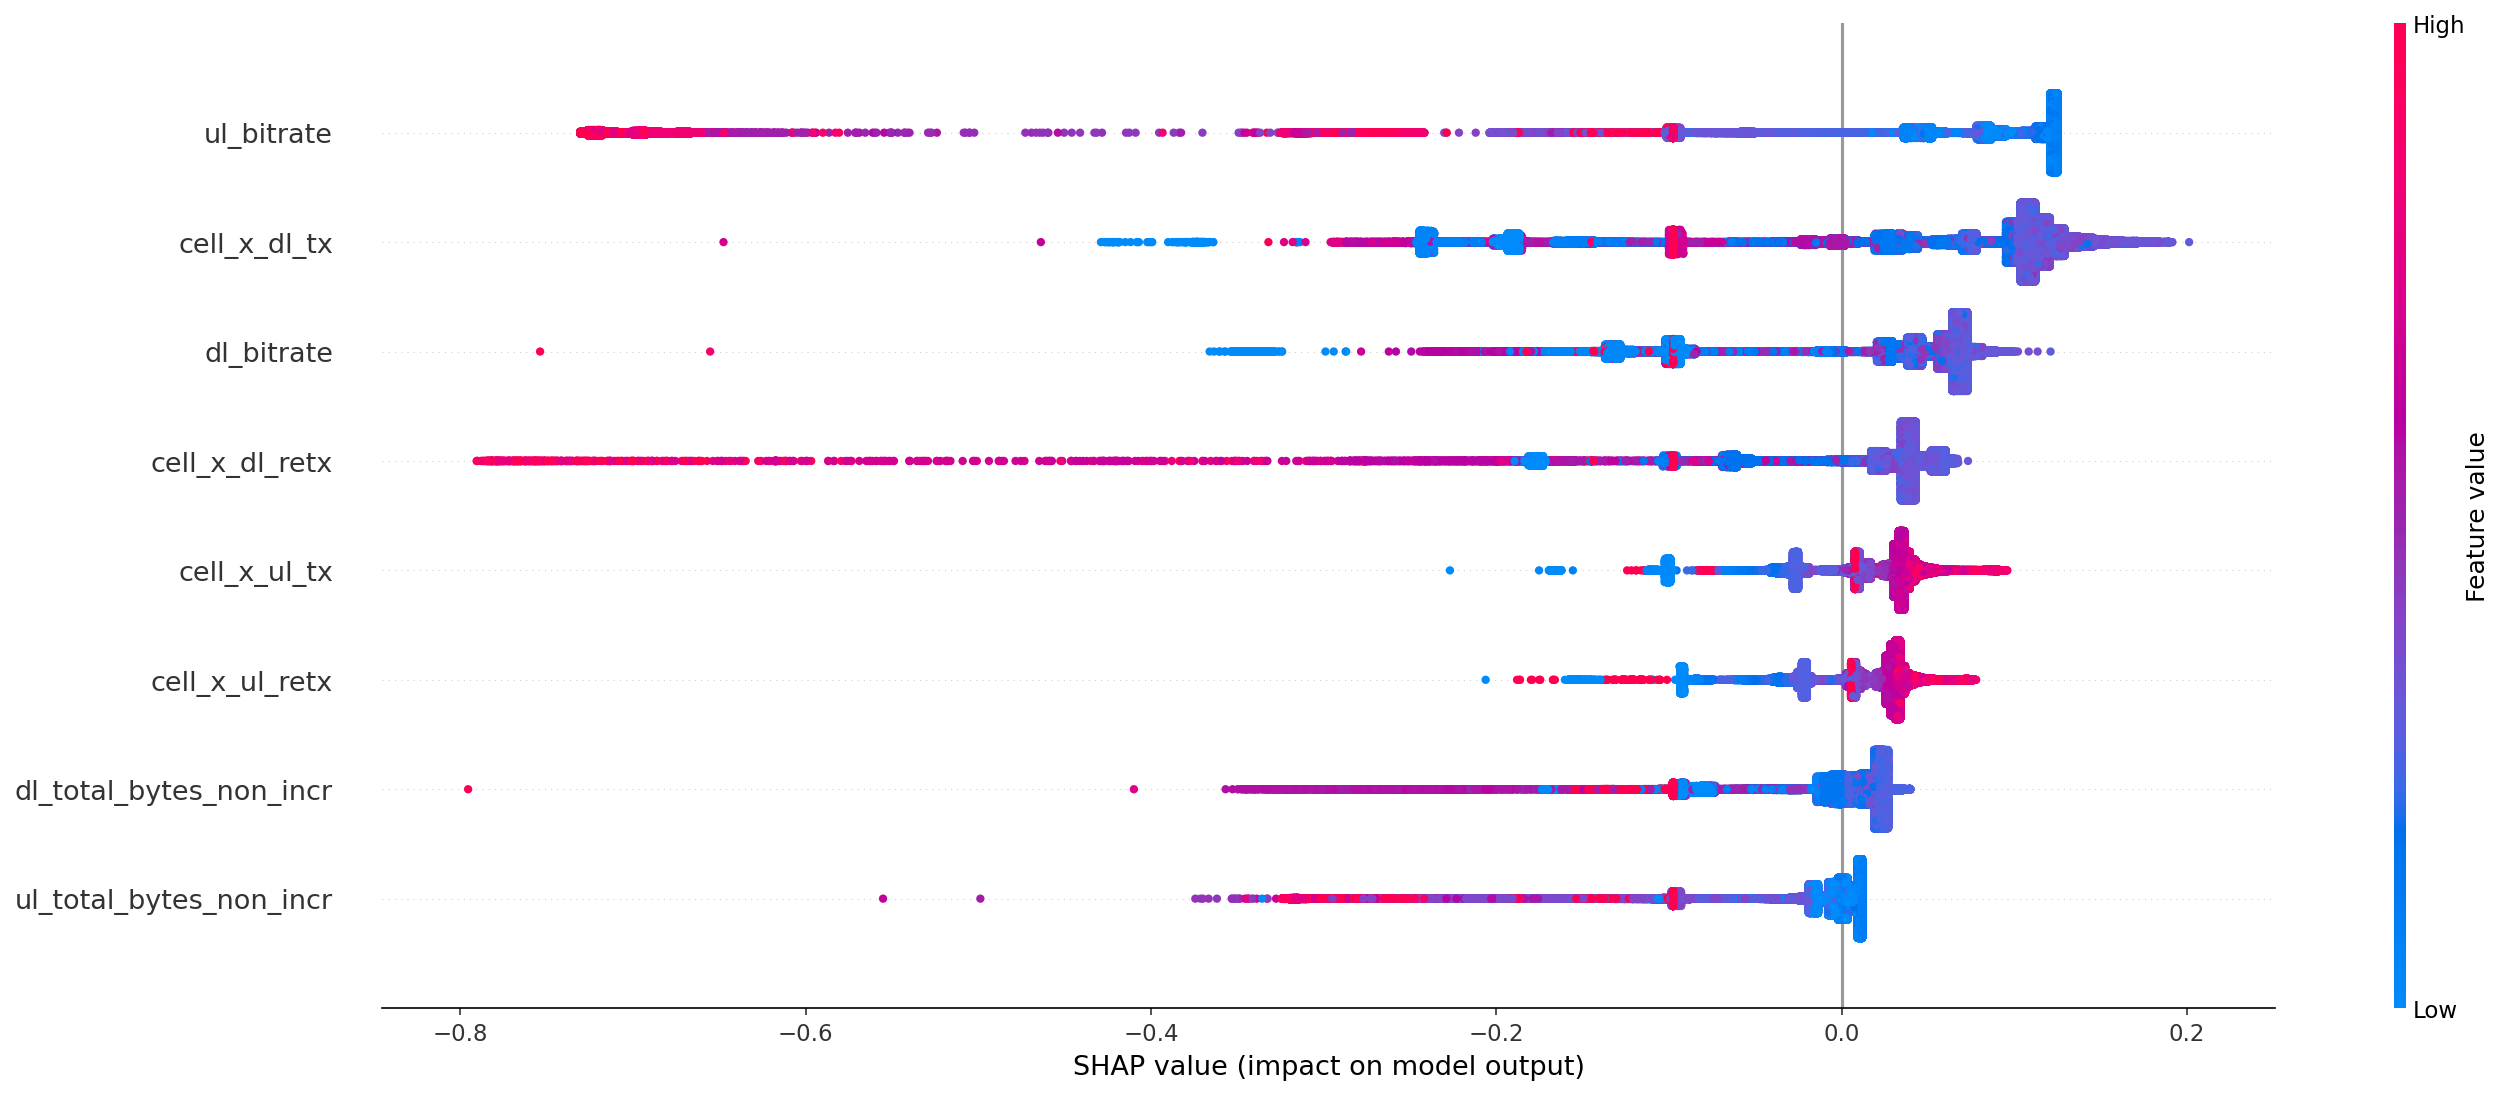 High
ul_bitrate
cell_x_dl_tx
dl_bitrate
cell_x_dl_retx
cell_x_ul_tx
cell_x_ul_retx
dl_total_bytes_non_incr
ul_total_bytes_non_incr
Feature value
Low
−0.8 −0.6 −0.4 −0.2 0.0 0.2
SHAP value (impact on model output)